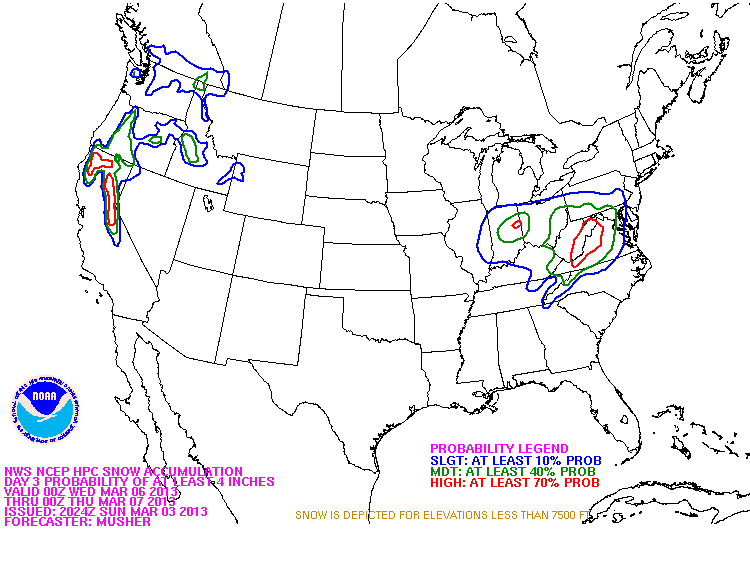 NOAA
PROBABILITY LEGEND
SLGT: AT LEAST 10% PROB
MDT: AT LEAST 40% PROB
HIGH: AT LEAST 70% PROB
NWS NCEP HPC SNOW ACCUMULATION
DAY 3 PROBABILITY OF AT LEAST 4 INCHES
VALID 00Z WED MAR 06 2013
THRU 00Z THU MAR 07 2013
ISSUED: 2024Z SUN MAR 03 2013
FORECASTER: MUSHER
SNOW IS DEPICTED FOR ELEVATIONS LESS THAN 7500 FT